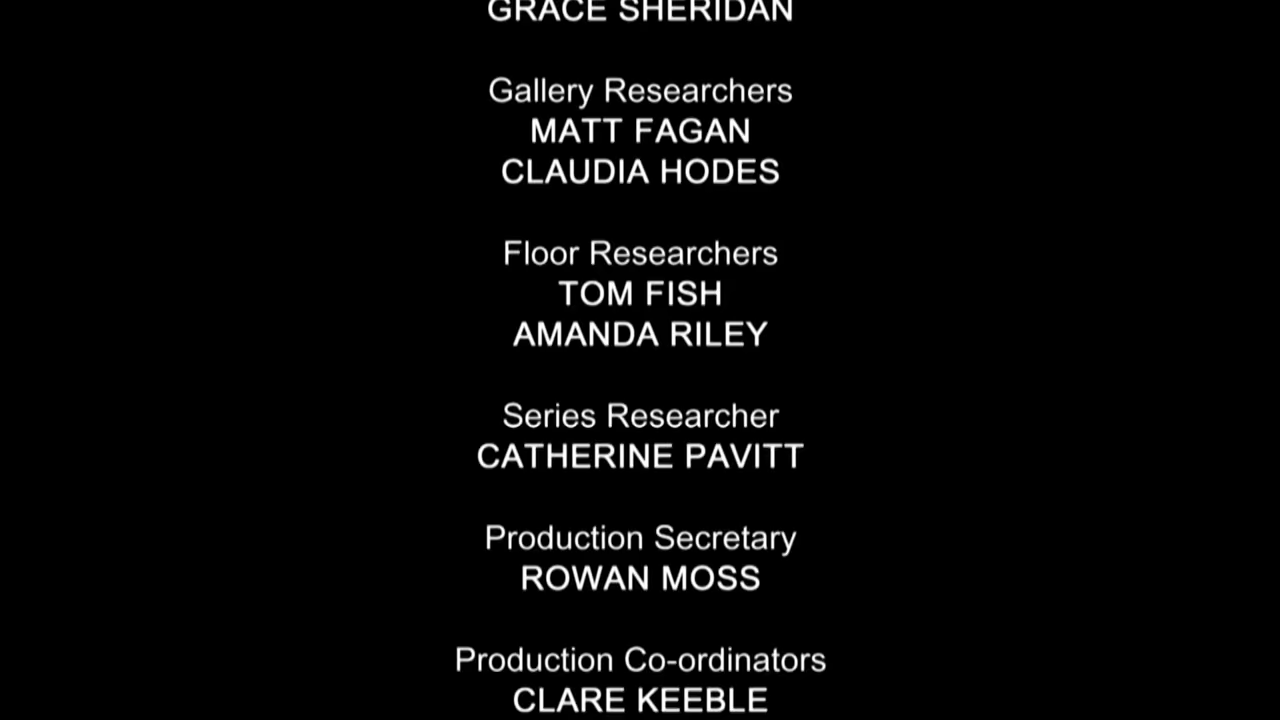 GRACE SHERIDAN
Gallery Researchers
MATT FAGAN
CLAUDIA HODES
Floor Researchers
TOM FISH
AMANDA RILEY
Series Researcher
CATHERINE PAVITT
Production Secretary
ROWAN MOSS
Production Co-ordinators
CLARE KEEBLE